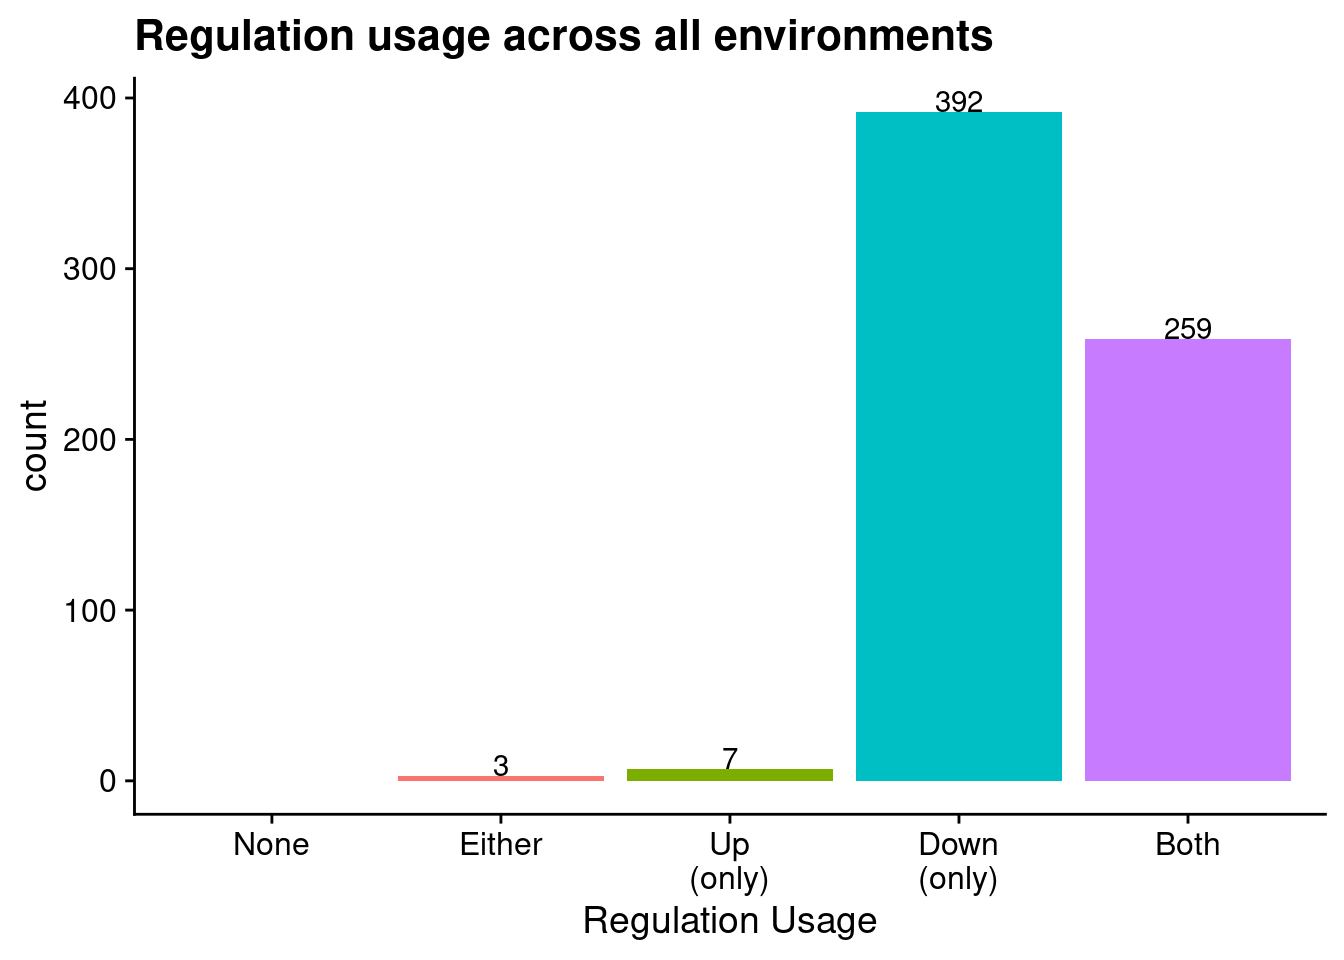 Regulation usage across all environments
400
300
200
100
0
count
392
259
3
7
None
Either
Up
(only)
Down
(only)
Both
Regulation Usage